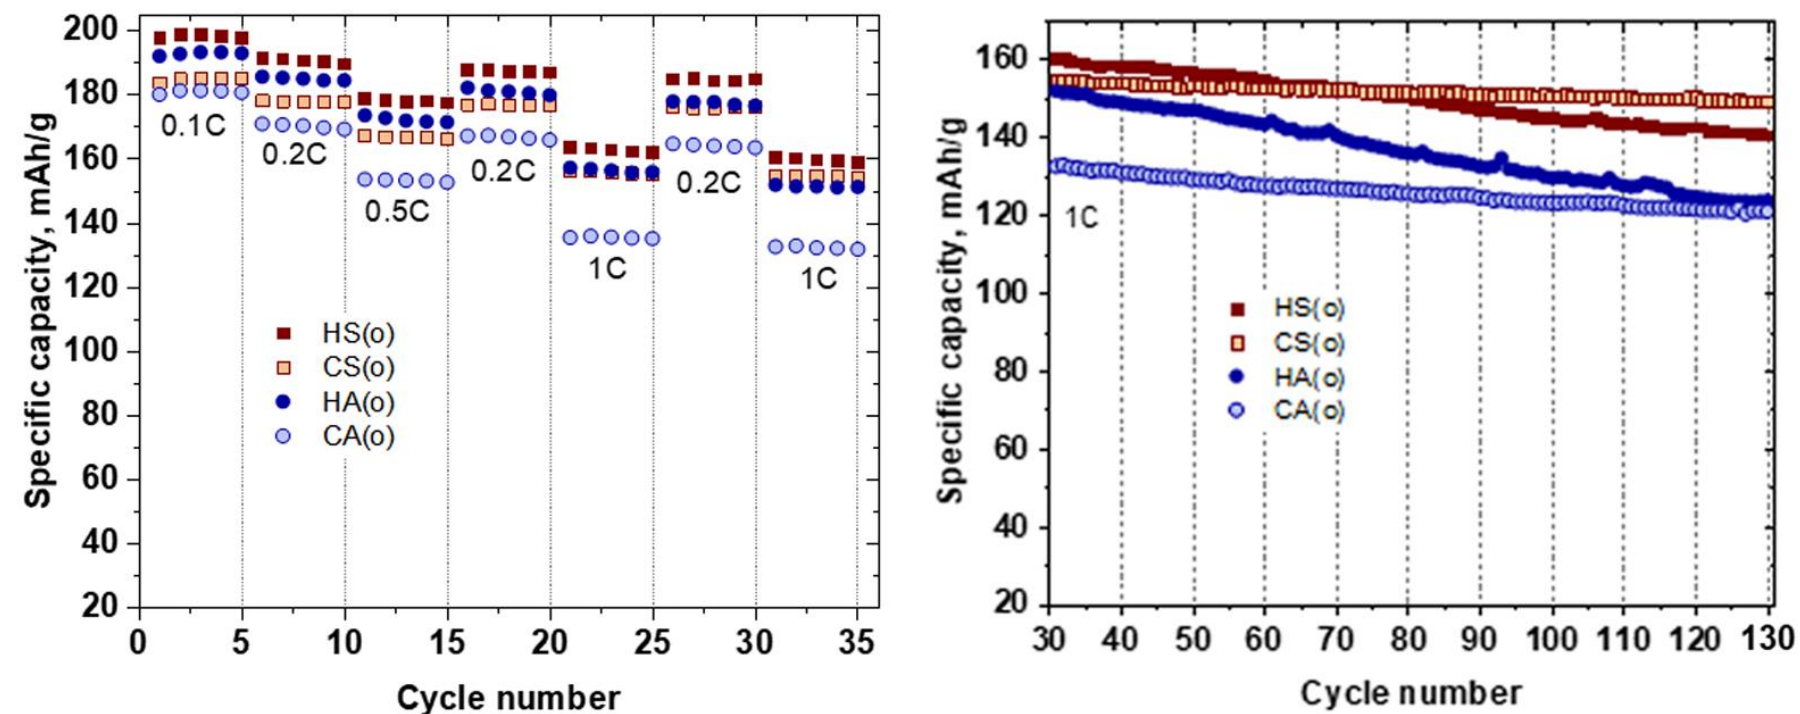 Specific capacity, mAh/g
200
180
160
140
120
100
80
60
40
20
0.1C
0.2C
0.5C
0.2C
1C
0.2C
1C
HS(o)
CS(o)
HA(o)
CA(o)
0 5 10 15 20 25 30 35
Cycle number
Specific capacity, mAh/g
160
140
120
100
80
60
40
20
1C
HS(o)
CS(o)
HA(o)
CA(o)
30 40 50 60 70 80 90 100 110 120 130
Cycle number